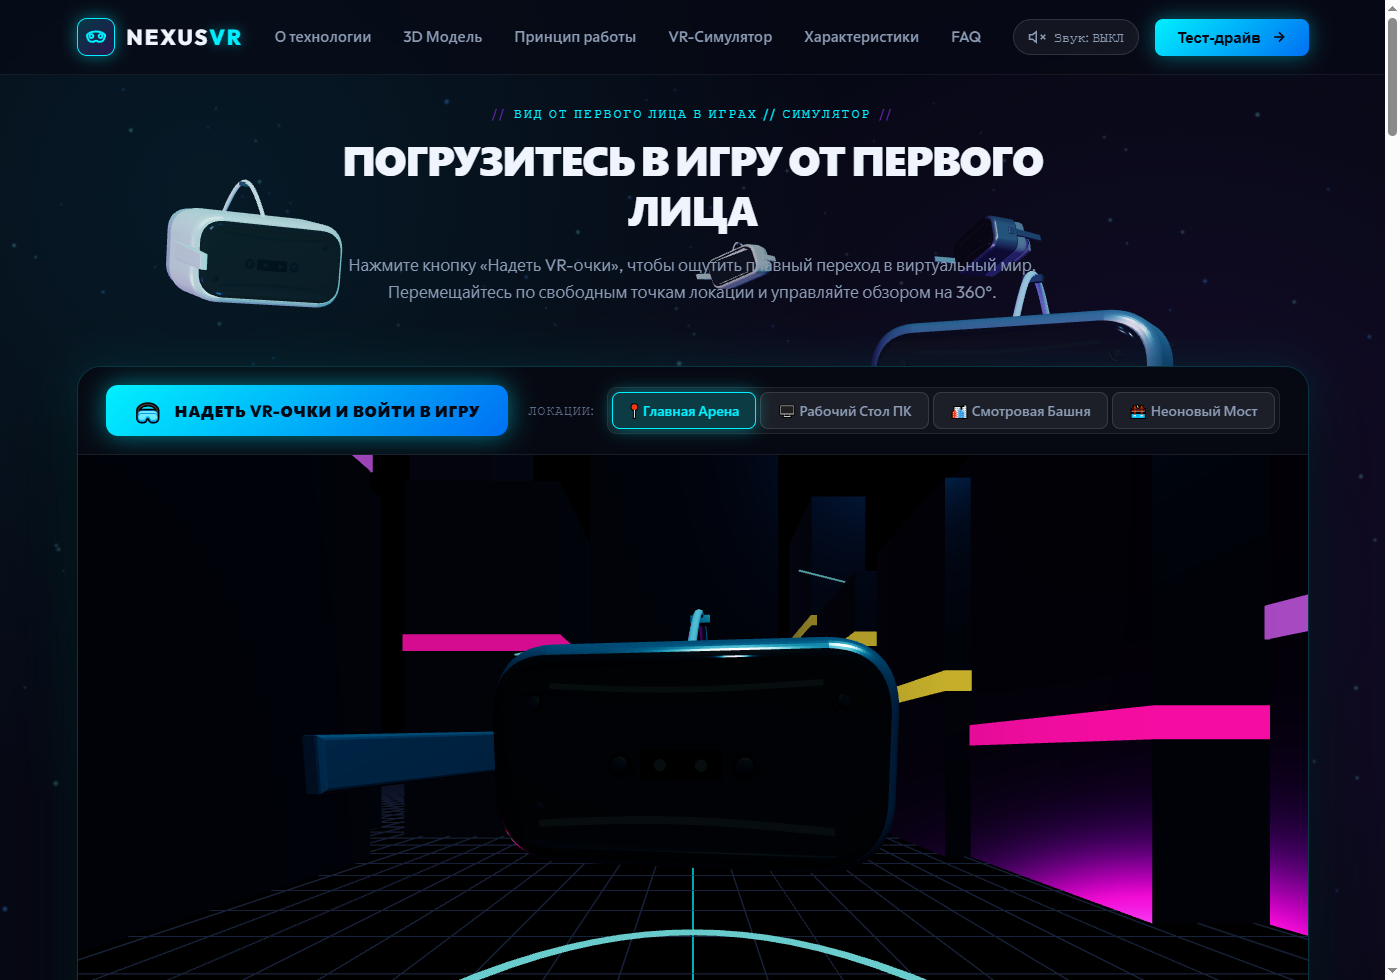 NEXUSVR
О технологии
3D Модель
Принцип работы
VR-Симулятор
Характеристики
FAQ
Звук: ВЫКЛ
Тест-драйв →
// ВИД ОТ ПЕРВОГО ЛИЦА В ИГРАХ // СИМУЛЯТОР //
ПОГРУЗИТЕСЬ В ИГРУ ОТ ПЕРВОГО
ЛИЦА
Нажмите кнопку «Надеть VR-очки», чтобы ощутить плавный переход в виртуальный мир.
Перемещайтесь по свободным точкам локации и управляйте обзором на 360°.
НАДЕТЬ VR-ОЧКИ И ВОЙТИ В ИГРУ
ЛОКАЦИИ:
Главная Арена
Рабочий Стол ПК
Смотровая Башня
Неоновый Мост